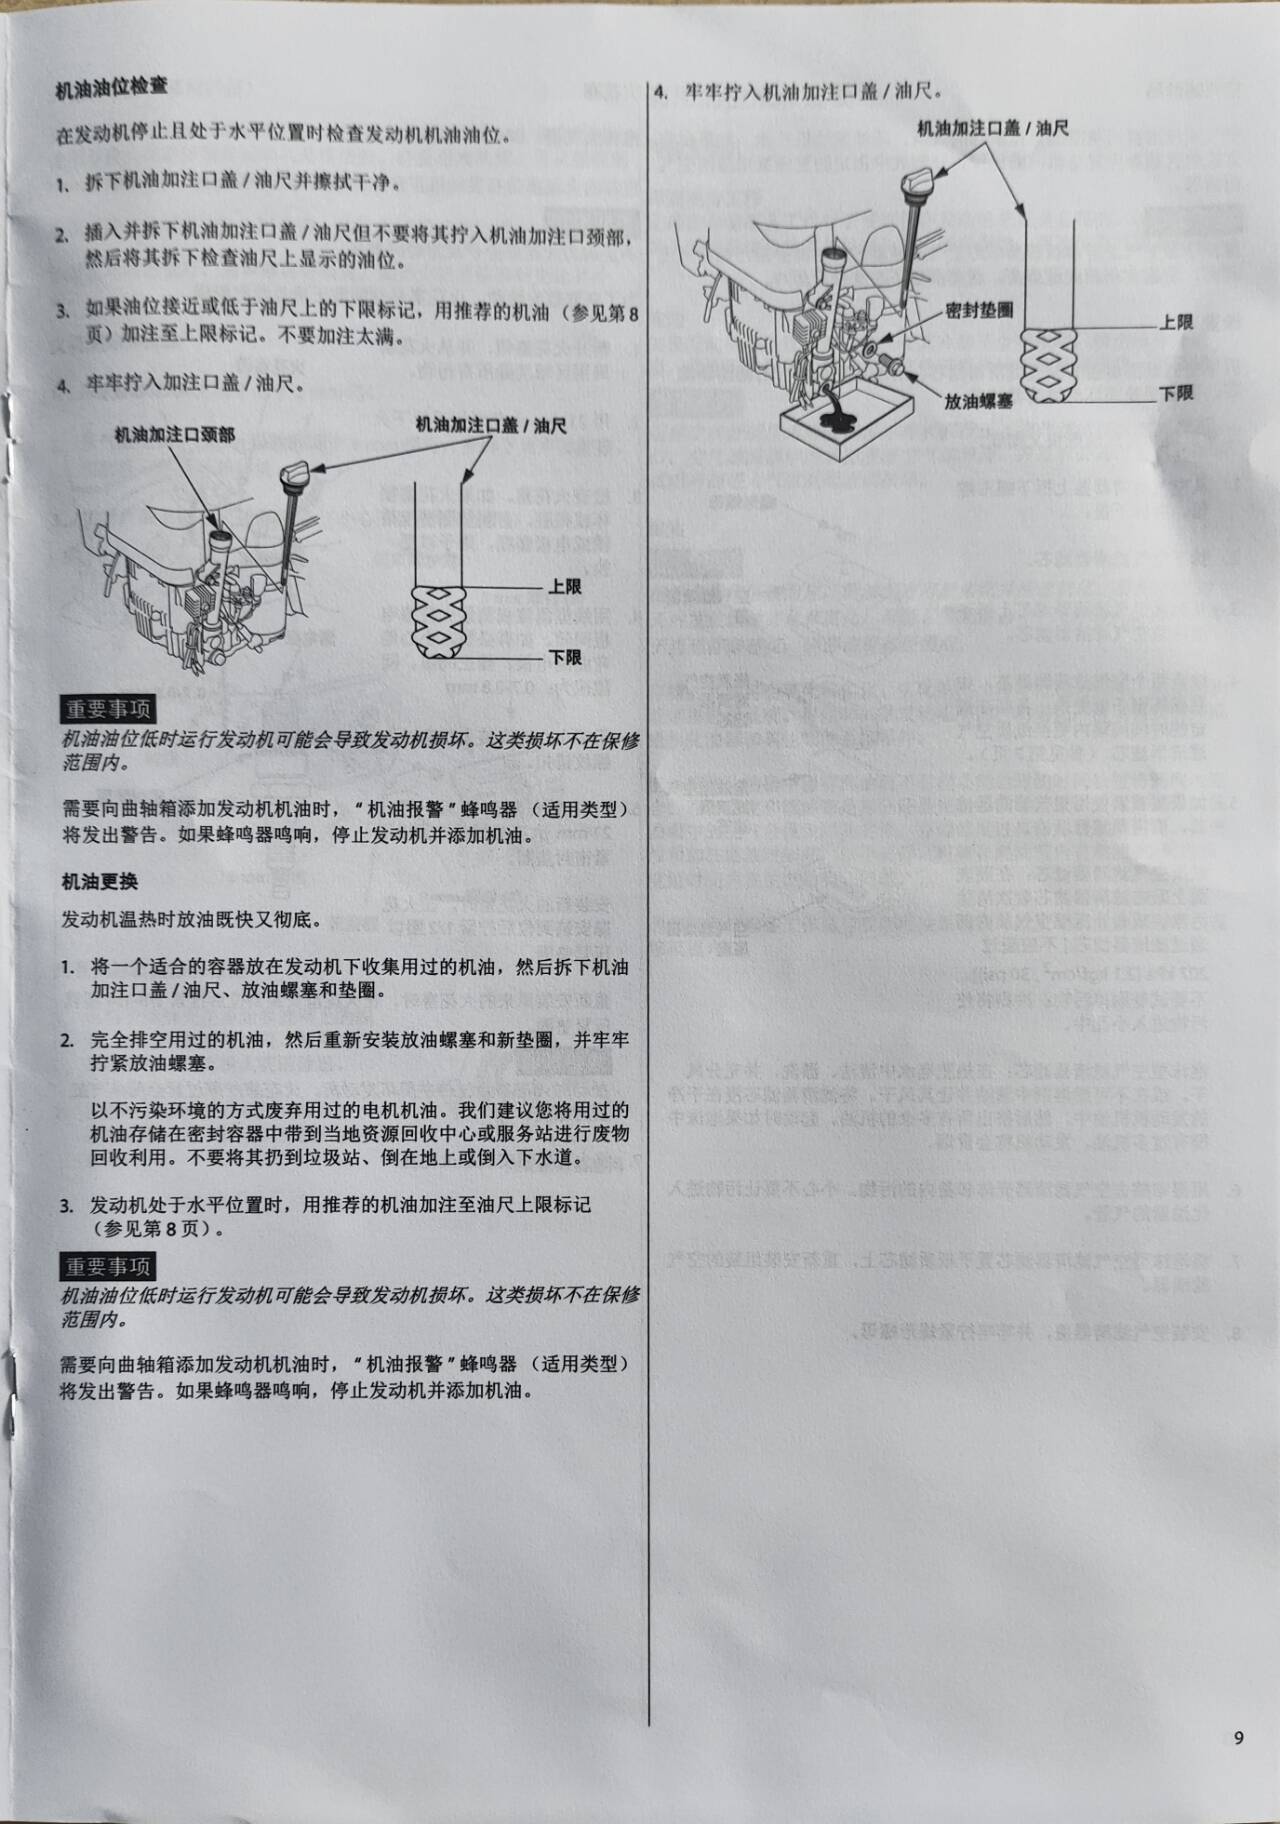 机油油位检查
在发动机停止且处于水平位置时检查发动机机油油位。
1. 拆下机油加注口盖 / 油尺并擦拭干净。
2. 插入并拆下机油加注口盖 / 油尺但不要将其拧入机油加注口颈部，
然后将其拆下检查油尺上显示的油位。
3. 如果油位接近或低于油尺上的下限标记，用推荐的机油（参见第 8
页）加注至上限标记。不要加注太满。
4. 牢牢拧入加注口盖 / 油尺。
机油加注口颈部
机油加注口盖 / 油尺
上限
下限
重要事项
机油油位低时运行发动机可能会导致发动机损坏。这类损坏不在保修
范围内。
需要向曲轴箱添加发动机机油时，“ 机油报警 ” 蜂鸣器 （适用类型）
将发出警告。如果蜂鸣器鸣响，停止发动机并添加机油。
机油更换
发动机温热时放油既快又彻底。
1. 将一个适合的容器放在发动机下收集用过的机油，然后拆下机油
加注口盖 / 油尺、放油螺塞和垫圈。
2. 完全排空用过的机油，然后重新安装放油螺塞和新垫圈，并牢牢
拧紧放油螺塞。
以不污染环境的方式废弃用过的电机机油。我们建议您将用过的
机油存储在密封容器中带到当地资源回收中心或服务站进行废物
回收利用。不要将其扔到垃圾站、倒在地上或倒入下水道。
3. 发动机处于水平位置时，用推荐的机油加注至油尺上限标记
（参见第 8 页）。
重要事项
机油油位低时运行发动机可能会导致发动机损坏。这类损坏不在保修
范围内。
需要向曲轴箱添加发动机机油时，“ 机油报警 ” 蜂鸣器 （适用类型）
将发出警告。如果蜂鸣器鸣响，停止发动机并添加机油。
4. 牢牢拧入机油加注口盖 / 油尺。
机油加注口盖 / 油尺
密封垫圈
上限
放油螺塞
下限
9